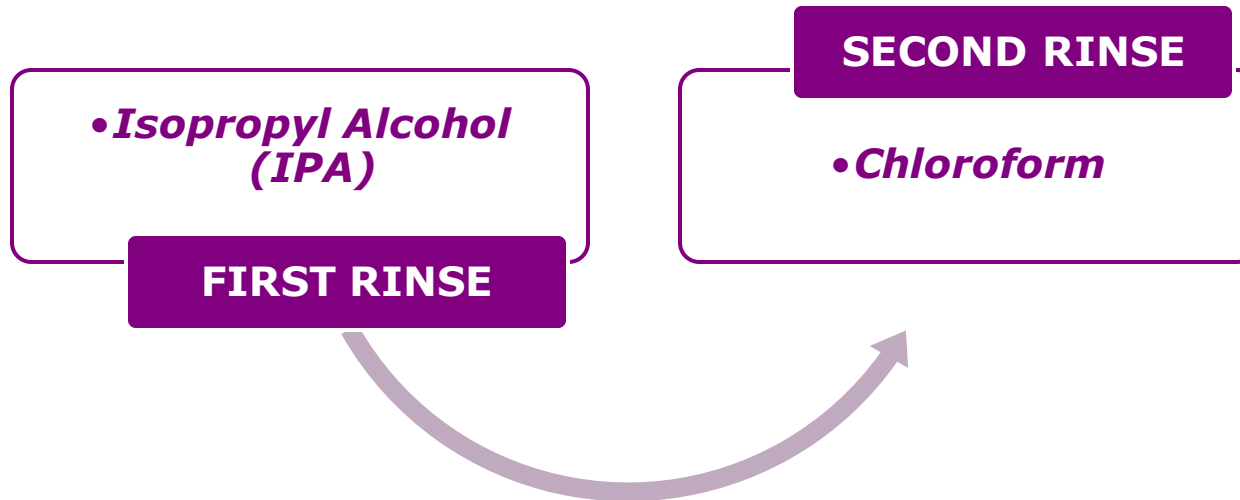 •Isopropyl Alcohol
(IPA)
FIRST RINSE
SECOND RINSE
•Chloroform